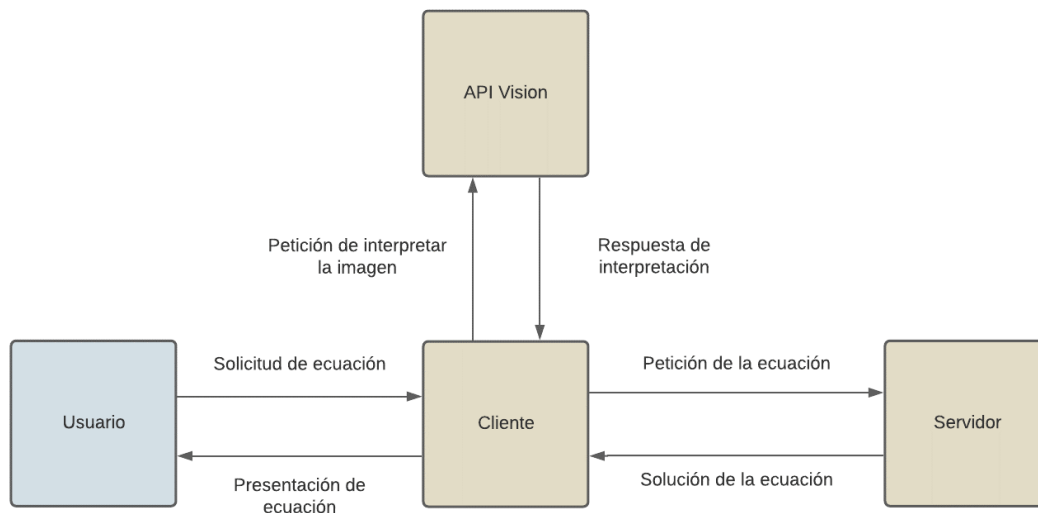 API Vision
Petición de interpretar
la imagen
Respuesta de
interpretación
Solicitud de ecuación
Petición de la ecuación
Usuario
Cliente
Servidor
Presentación de
ecuación
Solución de la ecuación